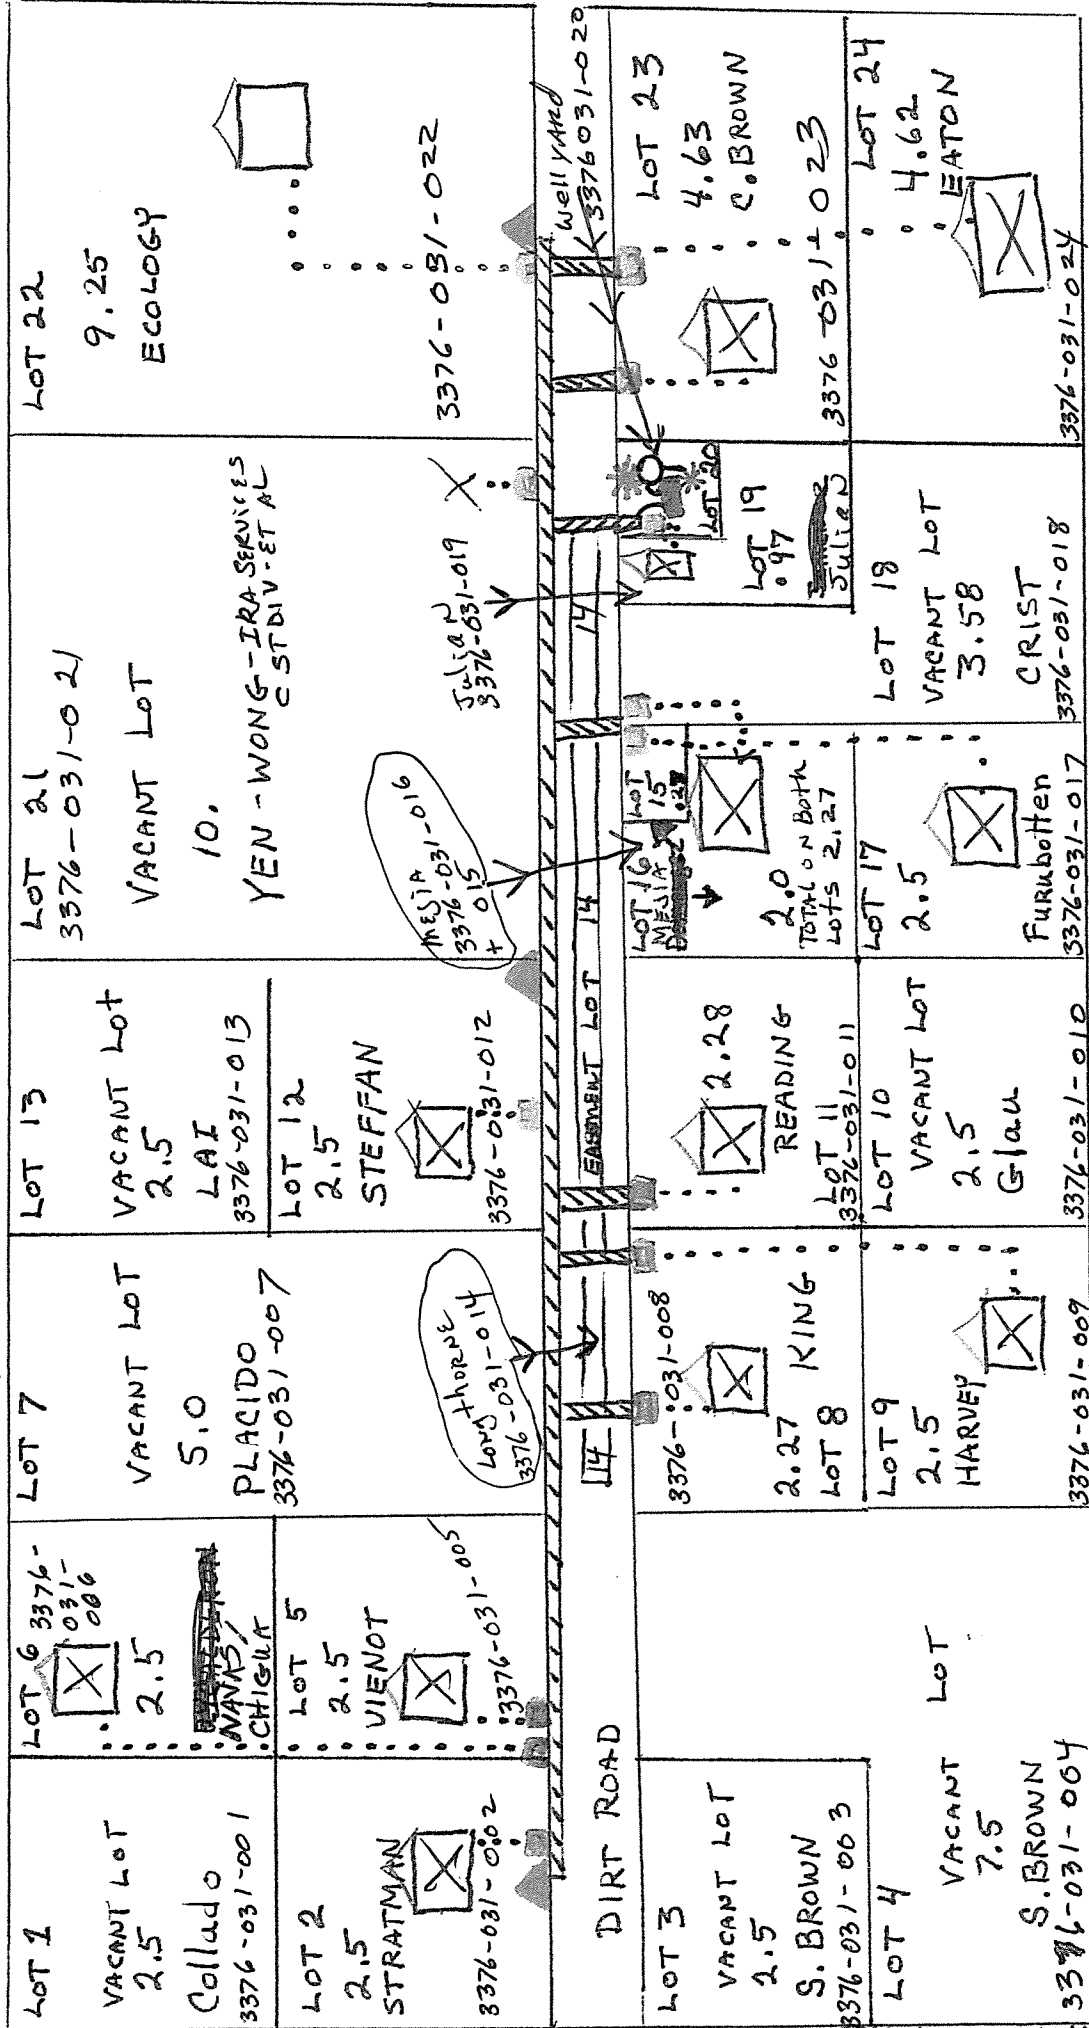 LOT 1
VACANT LOT
2.5
Collado
3376-031-001
LOT 2
2.5
STRATMAN
3376-031-002
LOT 6 3376-
031-
006
2.5
NAVAS/
CHIGUA
LOT 5
2.5
VIENOT
3376-031-005
3376-031-005
LOT 7
VACANT LOT
5.0
PLACIDO
3376-031-007
LONGTHORNE
3376-031-014
LOT 13
VACANT Lot
2.5
LAI
3376-031-013
LOT 12
2.5
STEFFAN
3376-031-012
LOT 21
3376-031-021
VACANT LOT
10.
YEN-WONG-IRA SERVICES
CSTDIV-ET AL
MEJIA
3376-031-016
+ 015
Julian
3376-031-019
X
LOT 22
9.25
ECOLOGY
3376-031-022
Well YARD
3376031-020
DIRT ROAD
14
EASMENT LOT 14
14
LOT 3
VACANT LOT
2.5
S. BROWN
3376-031-003
LOT 4
VACANT LOT
7.5
S. BROWN
3376-031-004
3376-031-008
2.27 KING
LOT 8
LOT 9
2.5
HARVEY
3376-031-009
2.28
READING
LOT 11
3376-031-011
LOT 10
VACANT LOT
2.5
Glau
3376-031-010
LOT 16
MEJIA
LOT
15
.27
2.0
TOTAL ON Both
Lots 2.27
LOT 17
2.5
Furubotten
3376-031-017
LOT 20
LOT 19
.97
Julian
LOT 18
VACANT LOT
3.58
CRIST
3376-031-018
LOT 23
4.63
C. BROWN
3376-031-023
LOT 24
4.62
EATON
3376-031-024